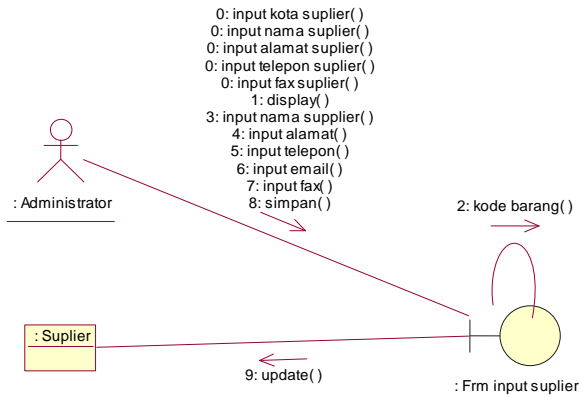 0: input kota suplier( )
0: input nama suplier( )
0: input alamat suplier( )
0: input telepon suplier( )
0: input fax suplier( )
1: display( )
3: input nama supplier( )
4: input alamat( )
5: input telepon( )
6: input email( )
7: input fax( )
8: simpan( )
: Administrator
2: kode barang( )
: Suplier
9: update( )
: Frm input suplier